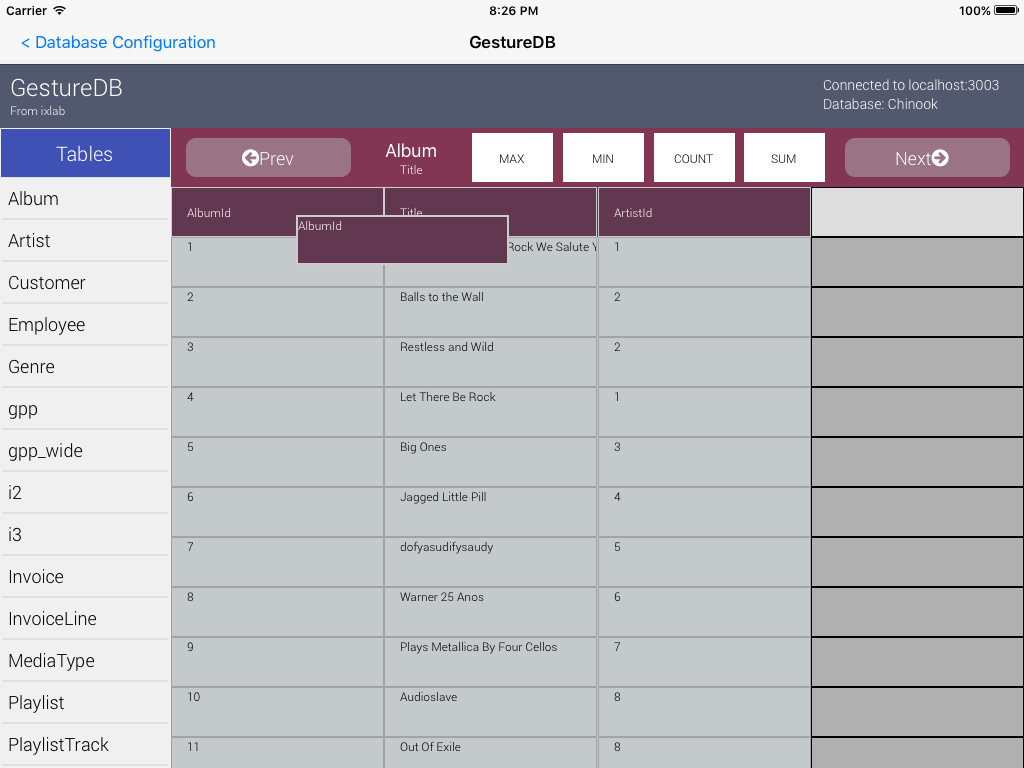 Carrier 8:26 PM 100%
< Database Configuration GestureDB
GestureDB
From ixlab
Connected to localhost:3003
Database: Chinook
Tables
Album
Artist
Customer
Employee
Genre
gpp
gpp_wide
i2
i3
Invoice
InvoiceLine
MediaType
Playlist
PlaylistTrack
Prev
Album
Title
MAX MIN COUNT SUM
Next
AlbumId Title ArtistId
AlbumId
1 Rock We Salute 1
2 Balls to the Wall 2
3 Restless and Wild 2
4 Let There Be Rock 1
5 Big Ones 3
6 Jagged Little Pill 4
7 dofyasudifysaudy 5
8 Warner 25 Anos 6
9 Plays Metallica By Four Cellos 7
10 Audioslave 8
11 Out Of Exile 8